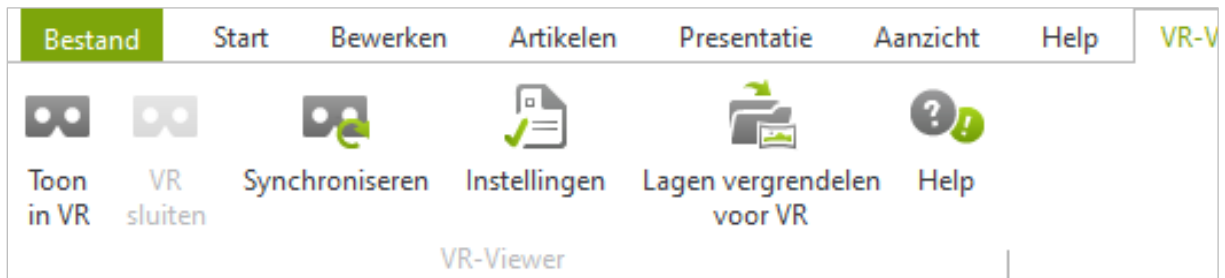 Bestand Start Bewerken Artikelen Presentatie Aanzicht Help VR-V
Toon VR Synchroniseren Instellingen Lagen vergrendelen Help
in VR sluiten voor VR
VR-Viewer